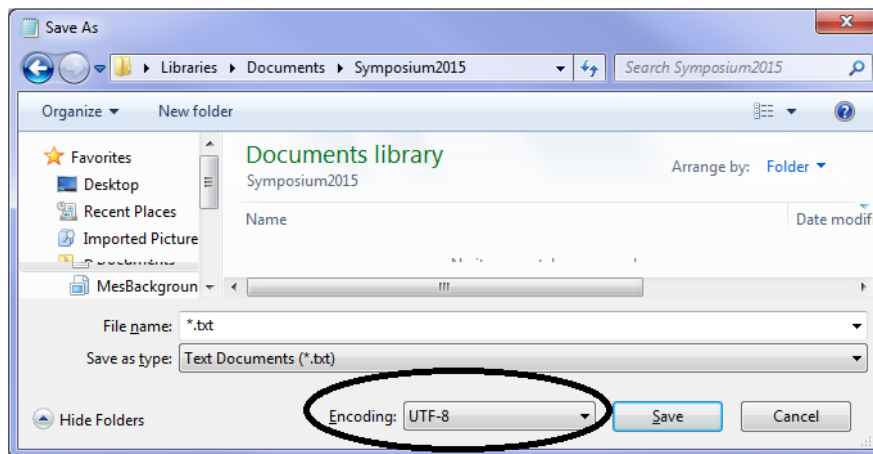 Save As
Libraries Documents Symposium2015
Search Symposium2015
Organize New folder
Favorites
Desktop
Recent Places
Imported Picture
Documents
MesBackgroun
Documents library
Symposium2015
Arrange by: Folder
Name Date modif
File name: *.txt
Save as type: Text Documents (*.txt)
Hide Folders
Encoding: UTF-8
Save
Cancel